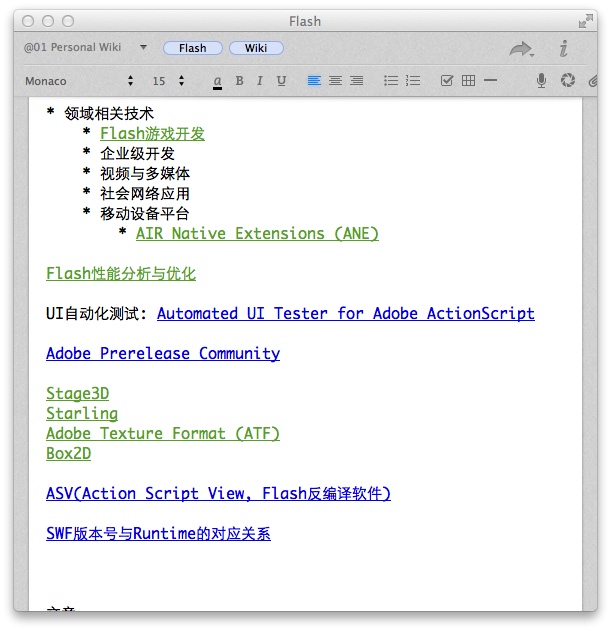 Flash
@01 Personal Wiki Flash Wiki
Monaco 15 a B I U
* 领域相关技术
* Flash游戏开发
* 企业级开发
* 视频与多媒体
* 社会网络应用
* 移动设备平台
* AIR Native Extensions (ANE)
Flash性能分析与优化
UI自动化测试: Automated UI Tester for Adobe ActionScript
Adobe Prerelease Community
Stage3D
Starling
Adobe Texture Format (ATF)
Box2D
ASV(Action Script View, Flash反编译软件)
SWF版本号与Runtime的对应关系